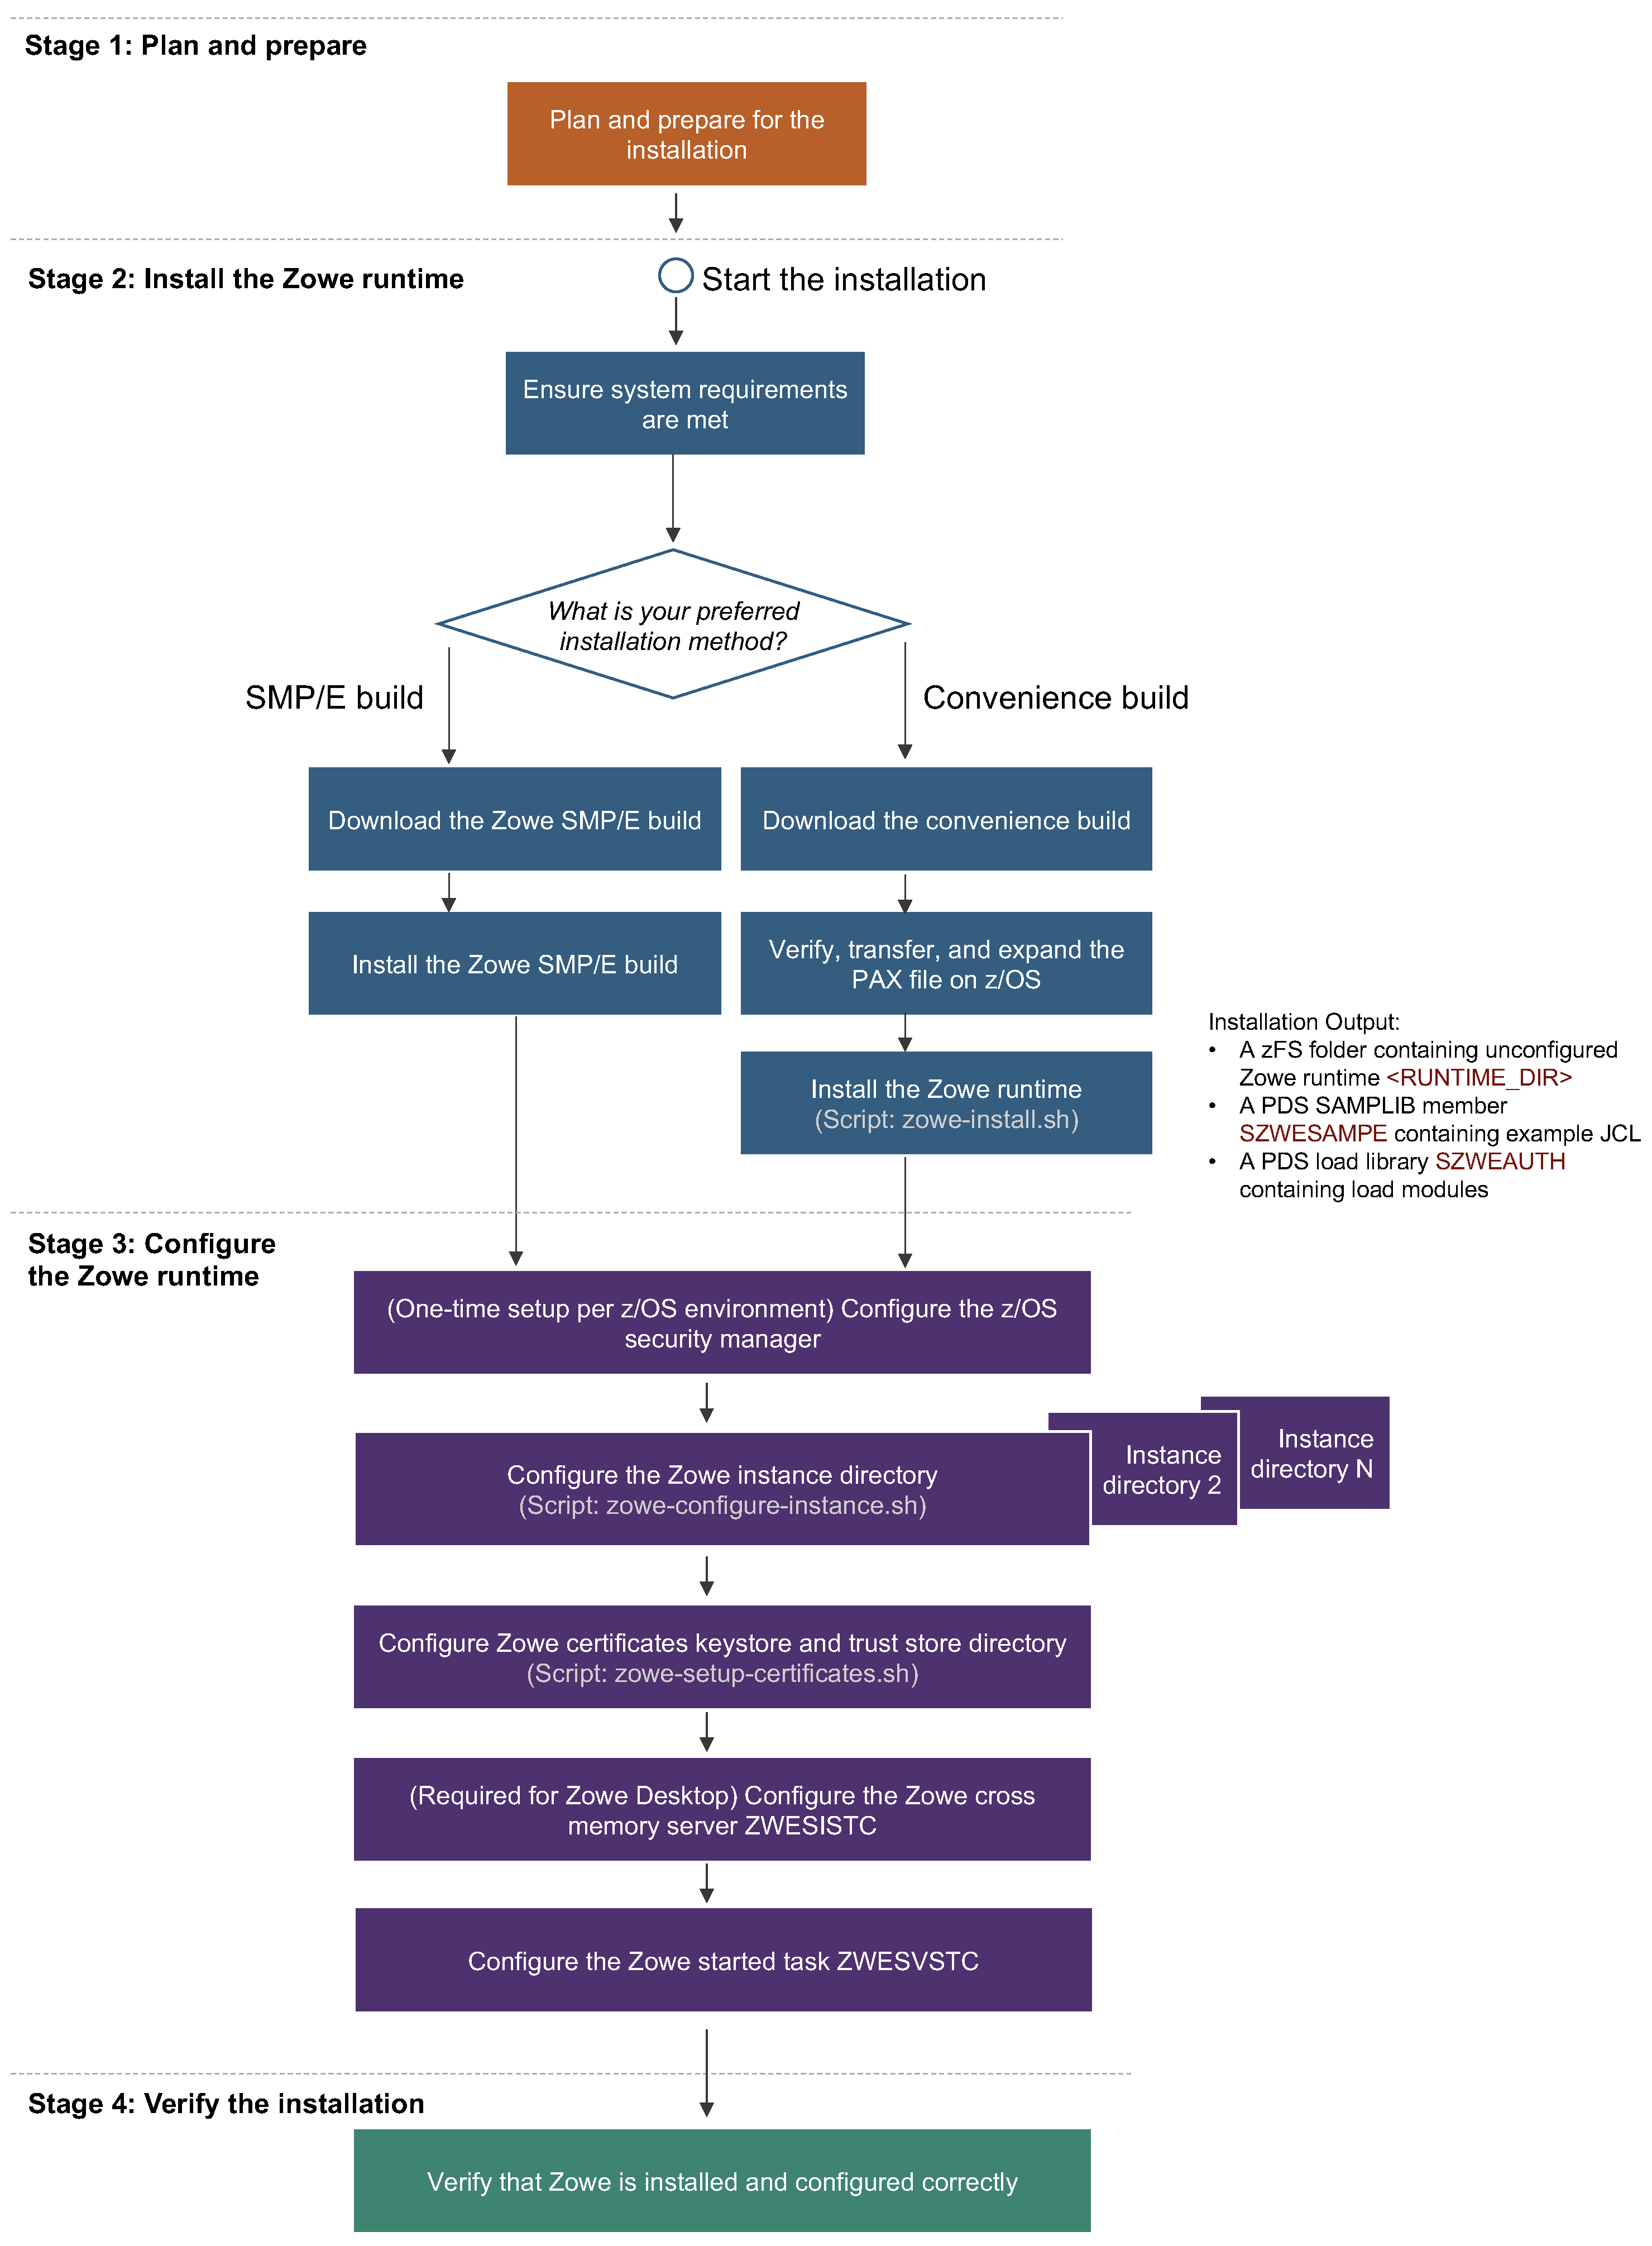 Stage 1: Plan and prepare
Plan and prepare for the
installation
Stage 2: Install the Zowe runtime
Start the installation
Ensure system requirements
are met
What is your preferred
installation method?
SMP/E build
Convenience build
Download the Zowe SMP/E build
Download the convenience build
Install the Zowe SMP/E build
Verify, transfer, and expand the
PAX file on z/OS
Install the Zowe runtime
(Script: zowe-install.sh)
Installation Output:
• A zFS folder containing unconfigured
Zowe runtime <RUNTIME_DIR>
• A PDS SAMPLIB member
SZWESAMPE containing example JCL
• A PDS load library SZWEAUTH
containing load modules
Stage 3: Configure
the Zowe runtime
(One-time setup per z/OS environment) Configure the z/OS
security manager
Configure the Zowe instance directory
(Script: zowe-configure-instance.sh)
Instance
directory 2
Instance
directory N
Configure Zowe certificates keystore and trust store directory
(Script: zowe-setup-certificates.sh)
(Required for Zowe Desktop) Configure the Zowe cross
memory server ZWESISTC
Configure the Zowe started task ZWESVSTC
Stage 4: Verify the installation
Verify that Zowe is installed and configured correctly